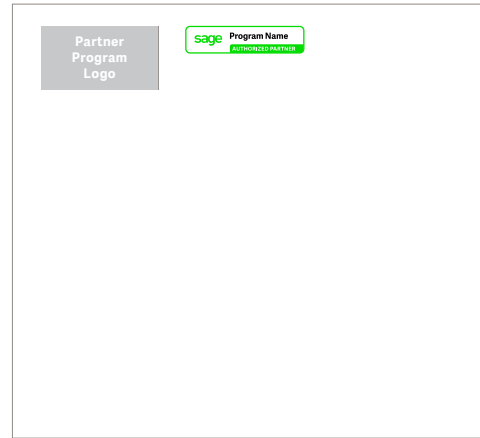 Partner
Program
Logo
sage Program Name
AUTHORIZED PARTNER